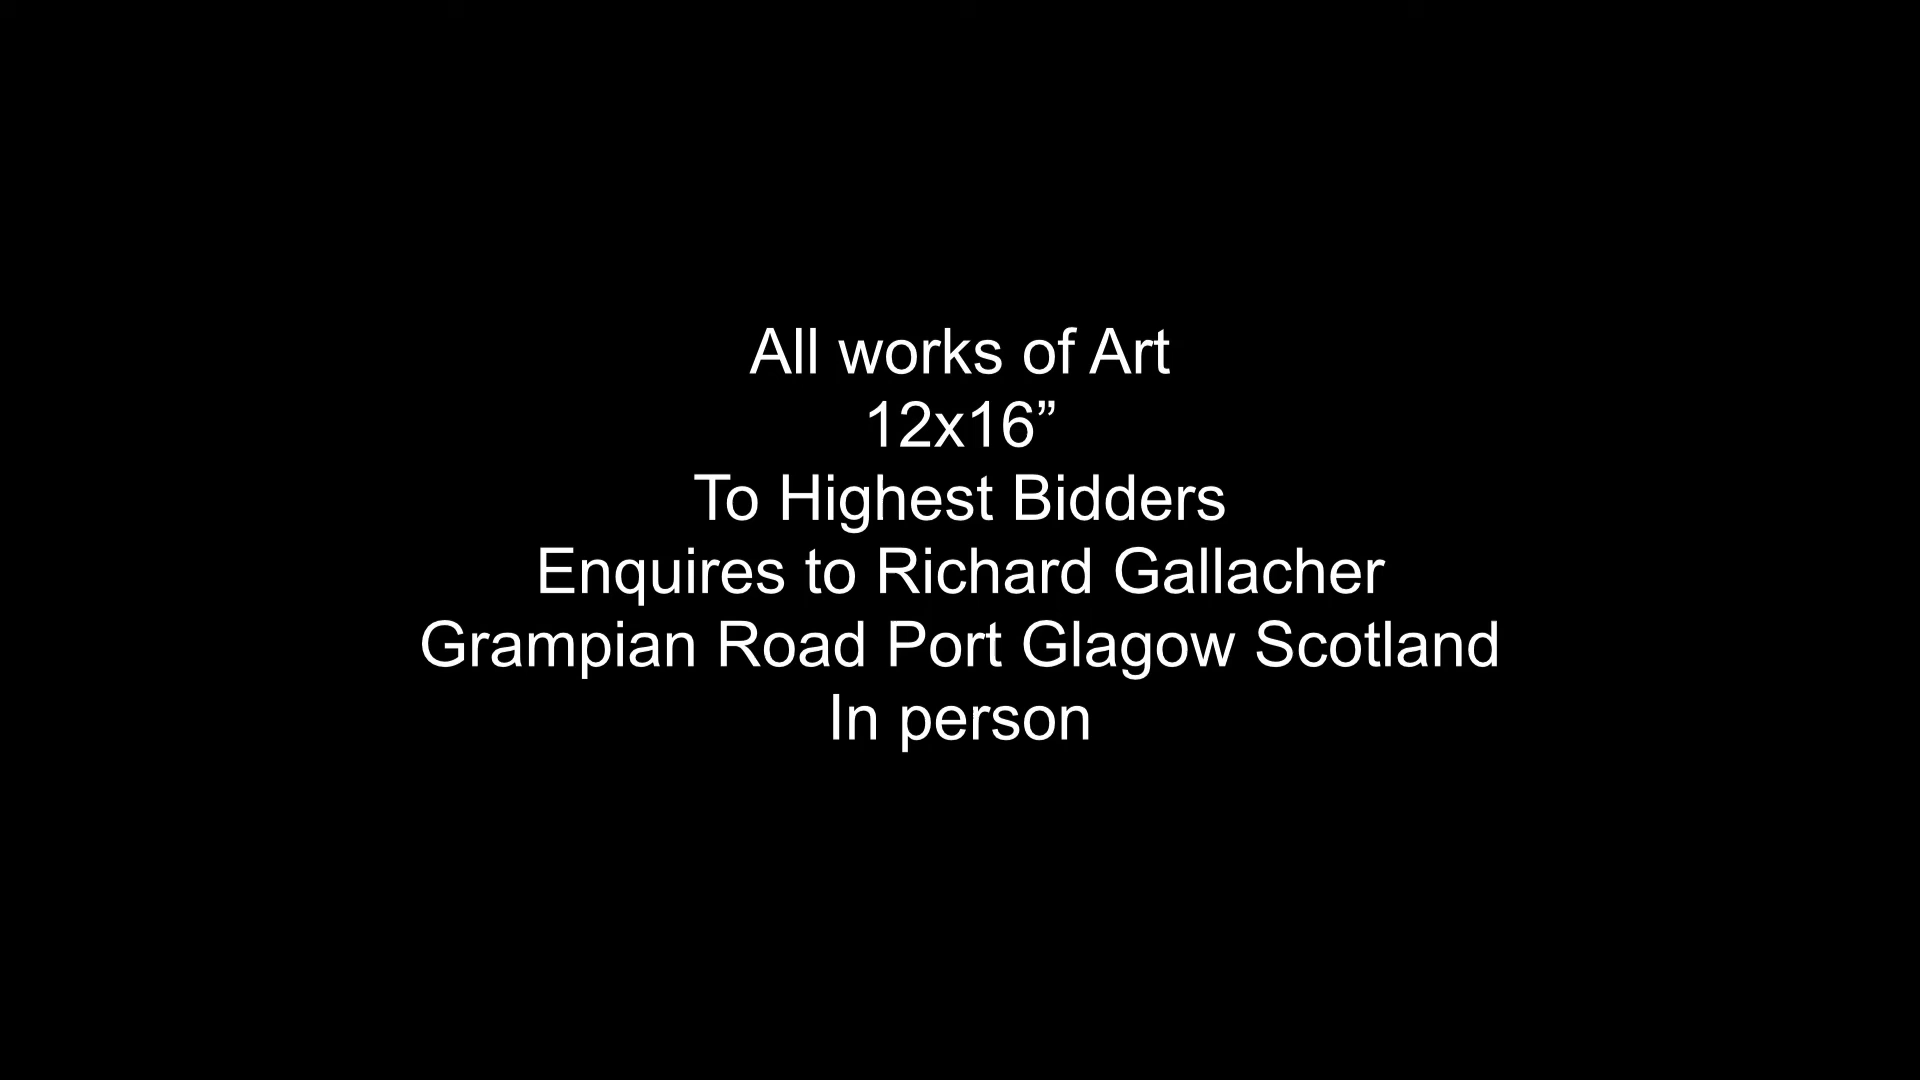 All works of Art
12x16”
To Highest Bidders
Enquires to Richard Gallacher
Grampian Road Port Glagow Scotland
In person